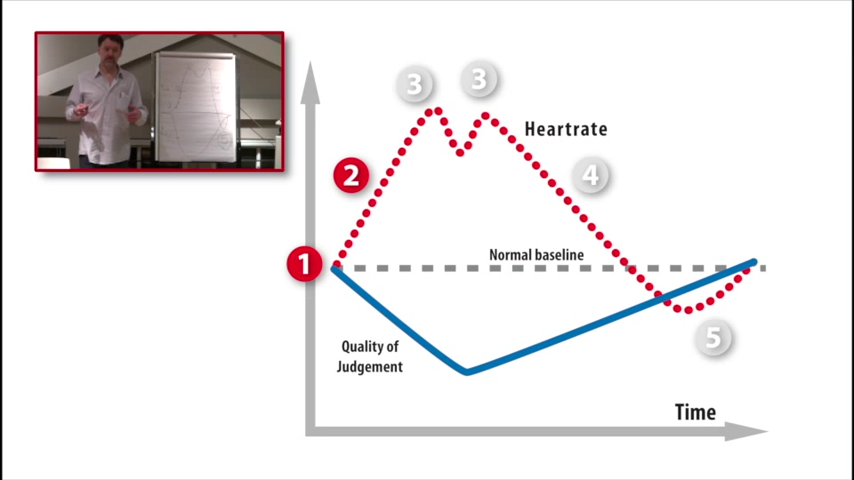 3
3
Heartrate
2
4
Normal baseline
1
Quality of
Judgement
5
Time